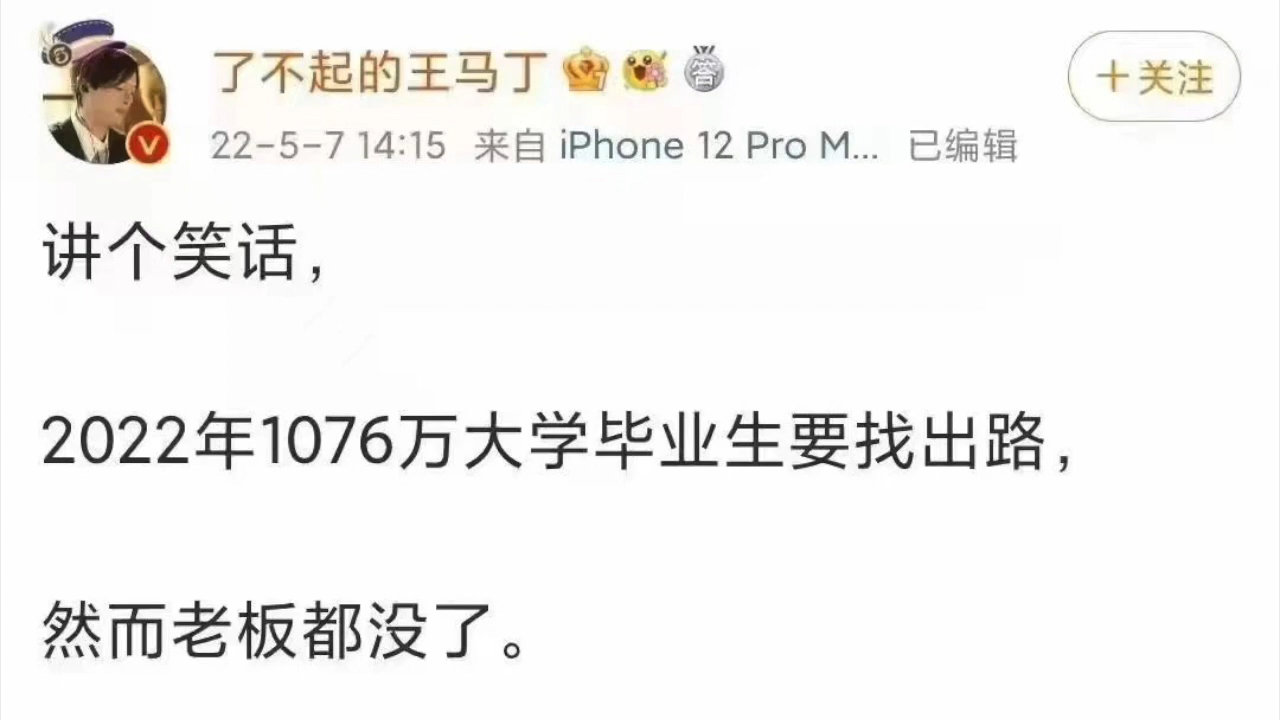 了不起的王马丁 答
22-5-7 14:15 来自 iPhone 12 Pro M... 已编辑
+关注
讲个笑话,
2022年1076万大学毕业生要找出路,
然而老板都没了。